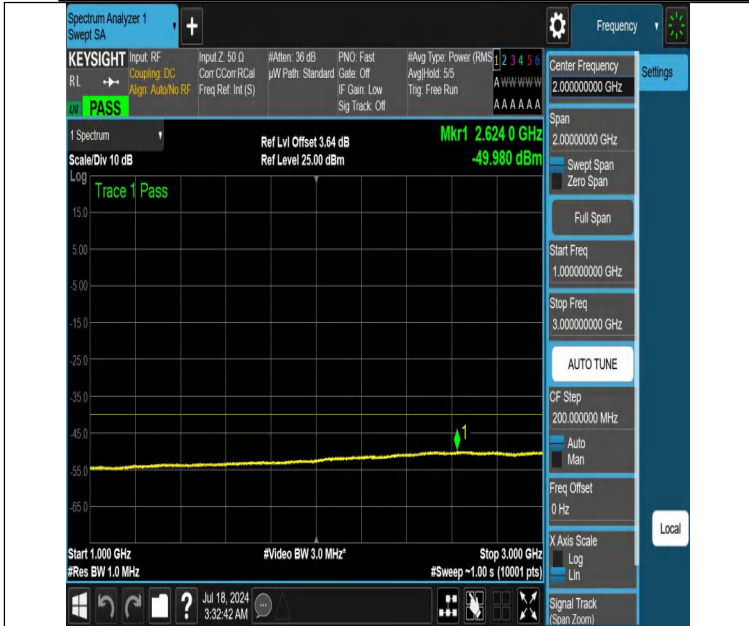 Spectrum Analyzer 1
Swept SA
+
Frequency
KEYSIGHT
RL
PASS
Input: RF
Coupling: DC
Align: Auto/No RF
Input Z: 50 Ω
Corr CCorr RCal
Freq Ref: Int (S)
#Atten: 36 dB
µW Path: Standard
PNO: Fast
Gate: Off
IF Gain: Low
Sig Track: Off
#Avg Type: Power (RMS
Avg|Hold: 5/5
Trig: Free Run
1 2 3 4 5 6
A W W W W W
A A A A A A
1 Spectrum
Scale/Div 10 dB
Ref Lvl Offset 3.64 dB
Ref Level 25.00 dBm
Mkr1 2.624 0 GHz
-49.980 dBm
Log
Trace 1 Pass
15.0
5.00
-5.00
-15.0
-25.0
-35.0
-45.0
-55.0
-65.0
1
Start 1.000 GHz
#Res BW 1.0 MHz
#Video BW 3.0 MHz*
Stop 3.000 GHz
#Sweep ~1.00 s (10001 pts)
Center Frequency
2.000000000 GHz
Span
2.00000000 GHz
Swept Span
Zero Span
Full Span
Start Freq
1.000000000 GHz
Stop Freq
3.000000000 GHz
AUTO TUNE
CF Step
200.000000 MHz
Auto
Man
Freq Offset
0 Hz
X Axis Scale
Log
Lin
Signal Track
(Span Zoom)
Settings
Local
?
Jul 18, 2024
3:32:42 AM